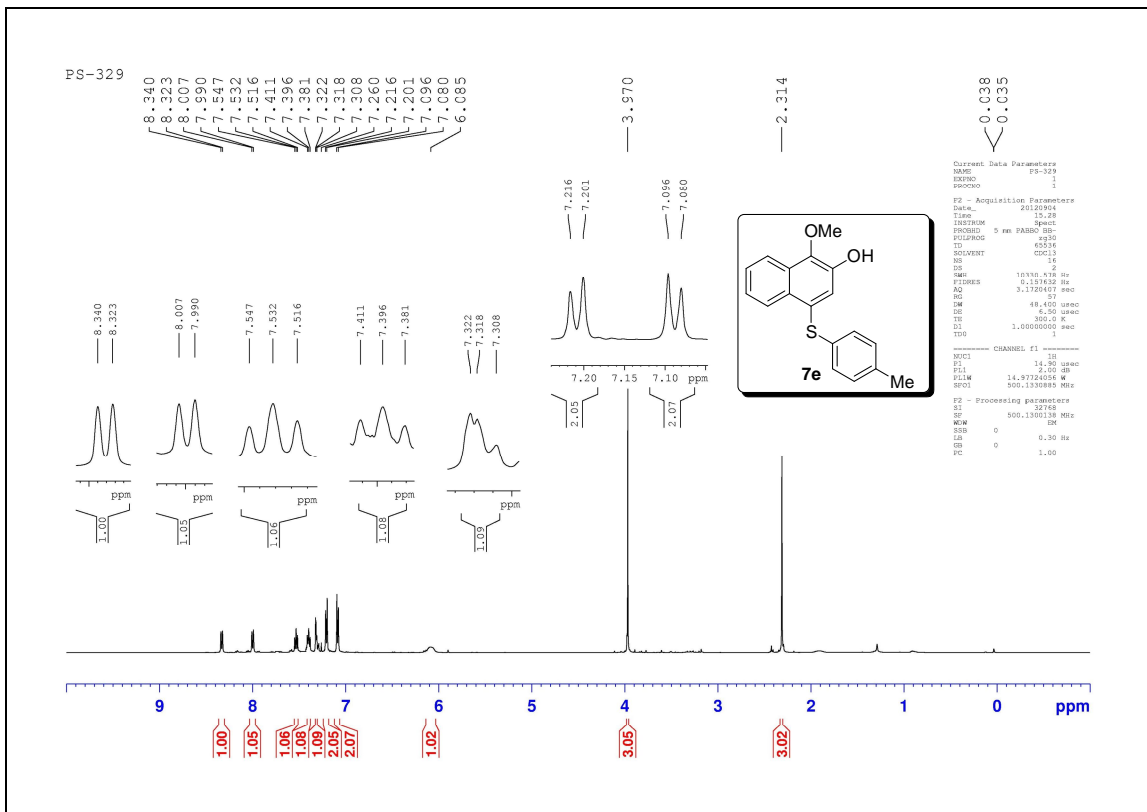 PS-329
8.340
8.323
8.007
7.990
7.547
7.532
7.516
7.411
7.396
7.381
7.322
7.318
7.308
7.260
7.216
7.201
7.096
7.080
6.085
3.970
2.314
0.038
0.035
Current Data Parameters
NAME PS-329
EXPNO 1
PROCNO 1
F2 - Acquisition Parameters
Date_ 20120904
Time 15.28
INSTRUM Spect
PROBHD 5 mm PABBO BB-
PULPROG zg30
TD 65536
SOLVENT CDCl3
NS 16
DS 2
SWH 10330.578 Hz
FIDRES 0.157632 Hz
AQ 3.1720407 sec
RG 57
DW 48.400 usec
DE 6.50 usec
TE 300.0 K
D1 1.00000000 sec
TD0 1
======== CHANNEL f1 ========
NUC1 1H
P1 14.90 usec
PL1 2.00 dB
PL1W 14.97724056 W
SFO1 500.1330885 MHz
F2 - Processing parameters
SI 32768
SF 500.1300138 MHz
WDW EM
SSB 0
LB 0.30 Hz
GB 0
PC 1.00
7.216
7.201
7.096
7.080
7.20 7.15 7.10 ppm
2.05
2.07
OMe
OH
S
Me
7e
8.340
8.323
8.007
7.990
7.547
7.532
7.516
7.411
7.396
7.381
7.322
7.318
7.308
ppm
ppm
ppm
ppm
ppm
1.00
1.05
1.06
1.08
1.09
9 8 7 6 5 4 3 2 1 0 ppm
1.00
1.05
1.06
1.08
1.09
2.05
2.07
1.02
3.05
3.02